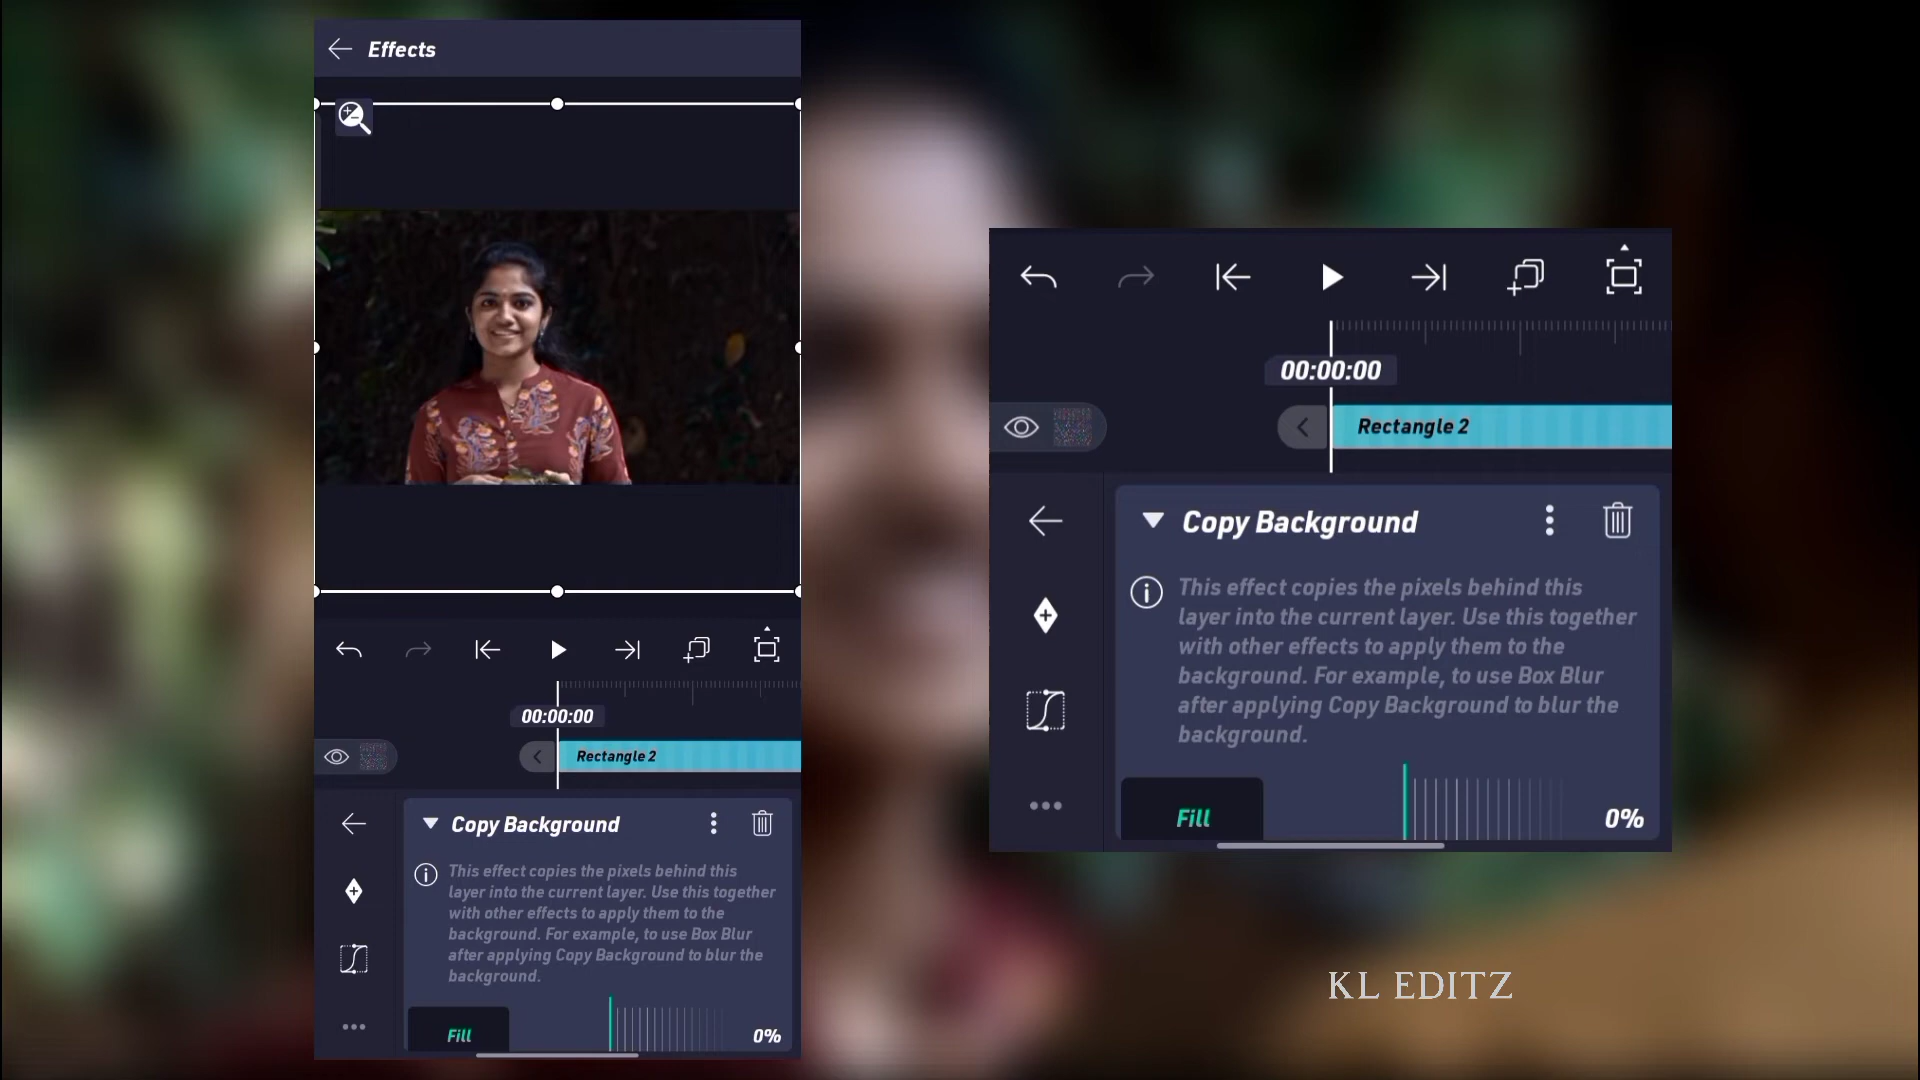 Effects
00:00:00
Rectangle 2
Copy Background
This effect copies the pixels behind this
layer into the current layer. Use this together
with other effects to apply them to the
background. For example, to use Box Blur
after applying Copy Background to blur the
background.
Fill
0%
00:00:00
Rectangle 2
Copy Background
This effect copies the pixels behind this
layer into the current layer. Use this together
with other effects to apply them to the
background. For example, to use Box Blur
after applying Copy Background to blur the
background.
Fill
0%
KL EDITZ